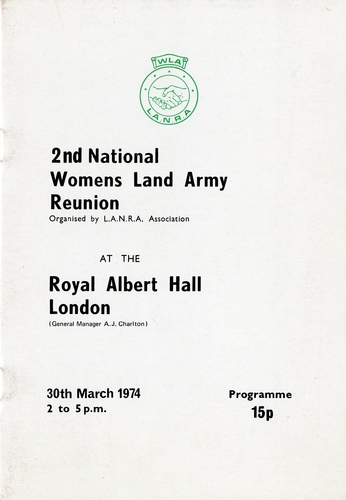 WLA
L.A.N.R.A
2nd National
Womens Land Army
Reunion
Organised by L.A.N.R.A. Association
AT THE
Royal Albert Hall
London
(General Manager A.J. Charlton)
30th March 1974
2 to 5 p.m.
Programme
15p